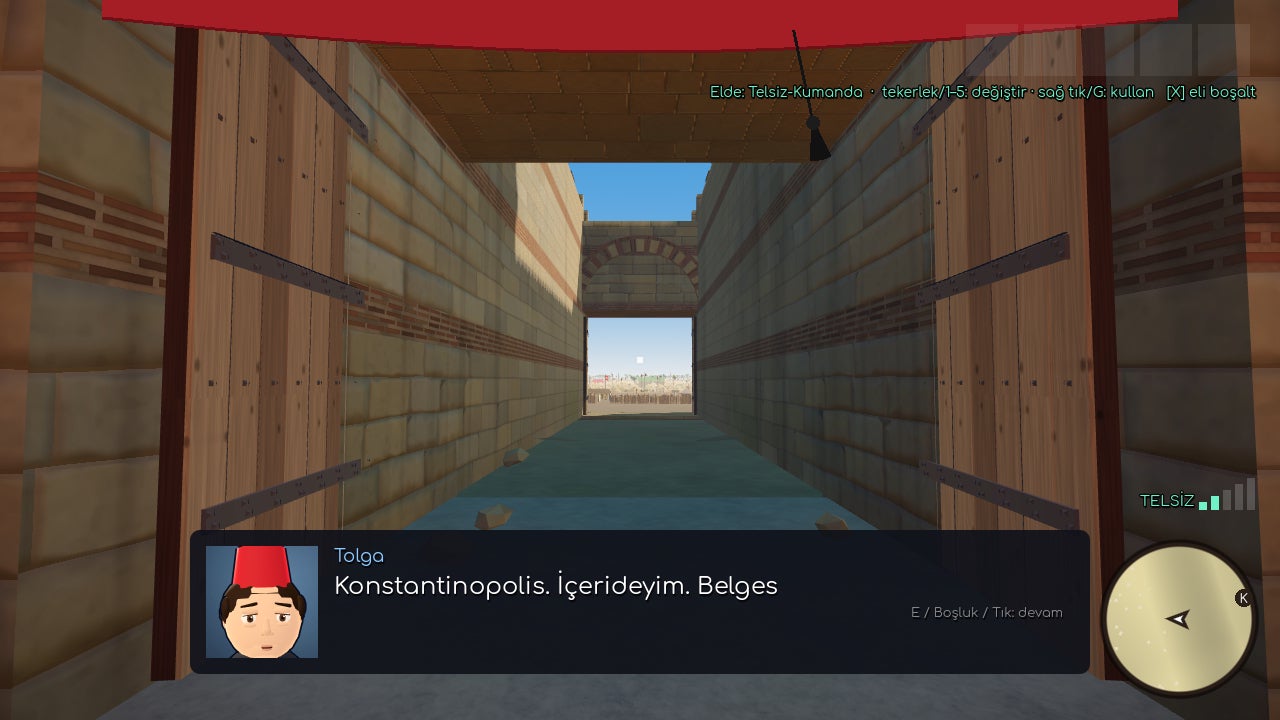 Elde: Telsiz-Kumanda · tekerlek/1–5: değiştir · sağ tık/G: kullan [X] eli boşalt
TELSİZ
K
Tolga
Konstantinopolis. İçerideyim. Belges
E / Boşluk / Tık: devam